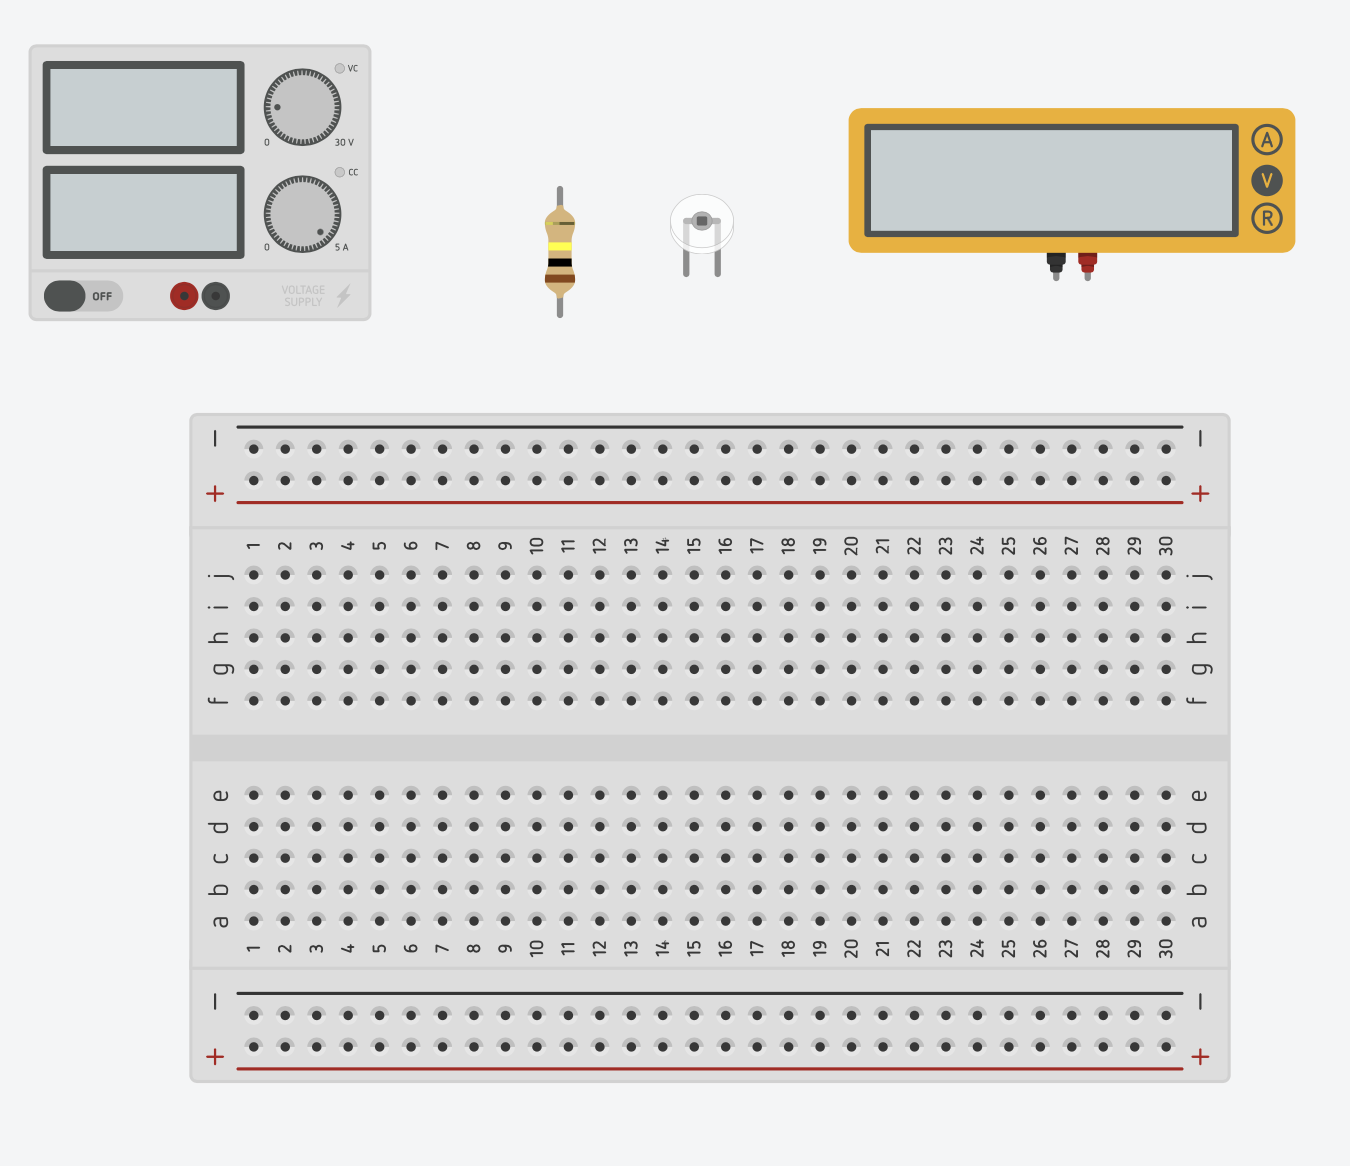 VC
0 30 V
CC
0 5 A
OFF
VOLTAGE
SUPPLY
A
V
R
− −
+ +
1 2 3 4 5 6 7 8 9 10 11 12 13 14 15 16 17 18 19 20 21 22 23 24 25 26 27 28 29 30
j j
i i
h h
g g
f f
e e
d d
c c
b b
a a
1 2 3 4 5 6 7 8 9 10 11 12 13 14 15 16 17 18 19 20 21 22 23 24 25 26 27 28 29 30
− −
+ +